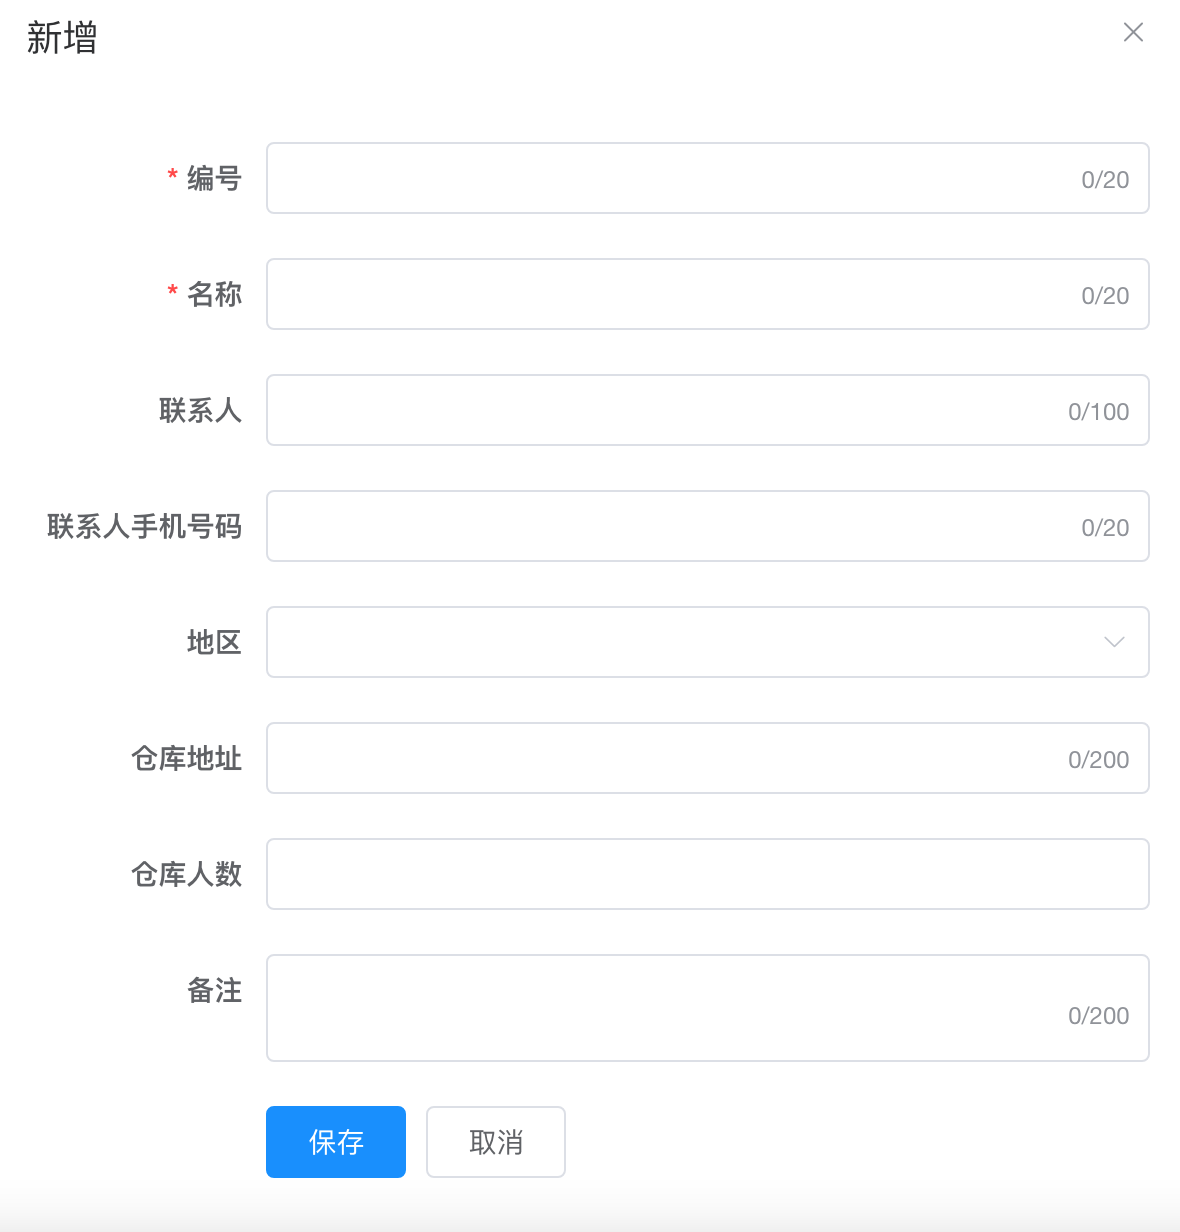 新增
* 编号 0/20
* 名称 0/20
联系人 0/100
联系人手机号码 0/20
地区
仓库地址 0/200
仓库人数
备注 0/200
保存 取消